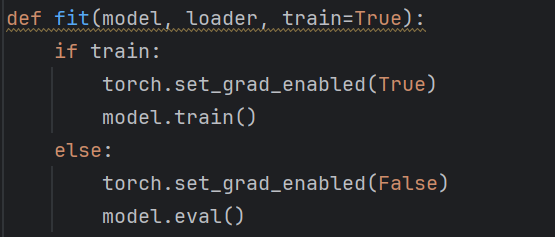 def fit(model, loader, train=True):
    if train:
        torch.set_grad_enabled(True)
        model.train()
    else:
        torch.set_grad_enabled(False)
        model.eval()